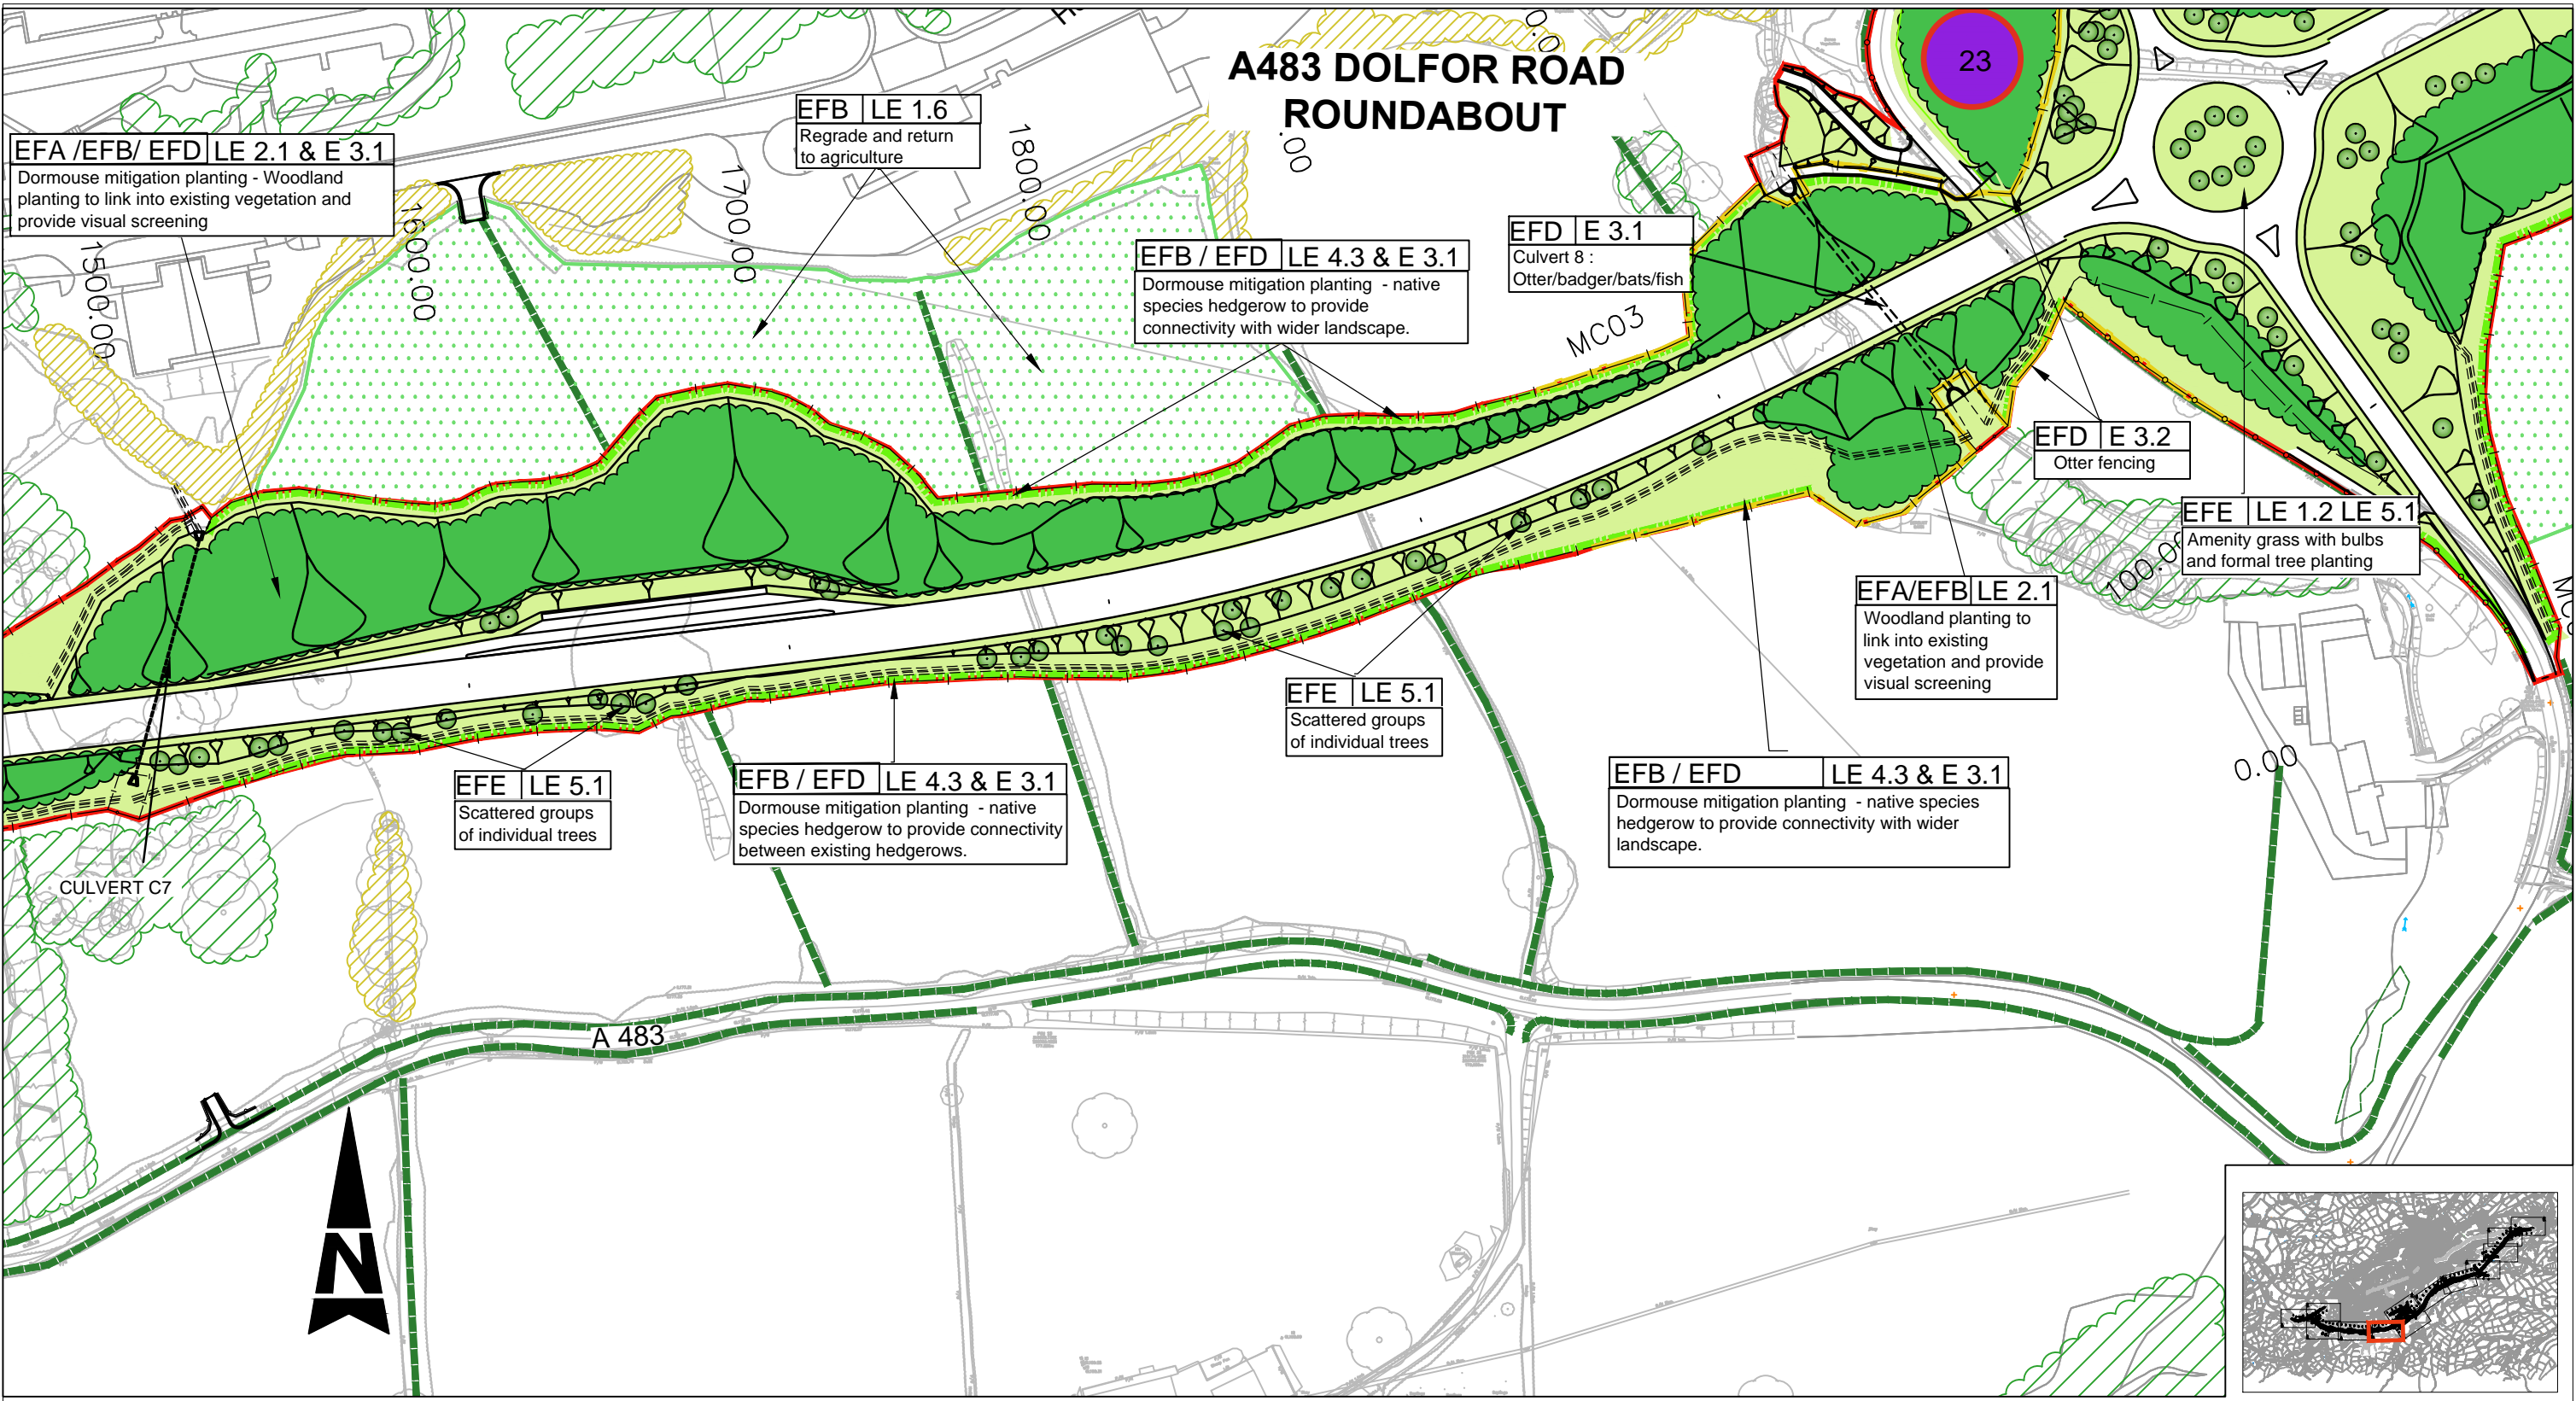 A483 DOLFOR ROAD
ROUNDABOUT
23
EFA /EFB/ EFD LE 2.1 & E 3.1
Dormouse mitigation planting - Woodland
planting to link into existing vegetation and
provide visual screening
EFB LE 1.6
Regrade and return
to agriculture
1500.00
1600.00
1700.00
1800.00
.00
0.00
EFB / EFD LE 4.3 & E 3.1
Dormouse mitigation planting - native
species hedgerow to provide
connectivity with wider landscape.
EFD E 3.1
Culvert 8 :
Otter/badger/bats/fish
MC03
EFD E 3.2
Otter fencing
EFE LE 1.2 LE 5.1
Amenity grass with bulbs
and formal tree planting
100.0
EFA/EFB LE 2.1
Woodland planting to
link into existing
vegetation and provide
visual screening
EFE LE 5.1
Scattered groups
of individual trees
EFB / EFD LE 4.3 & E 3.1
Dormouse mitigation planting - native species
hedgerow to provide connectivity with wider
landscape.
0.00
EFE LE 5.1
Scattered groups
of individual trees
EFB / EFD LE 4.3 & E 3.1
Dormouse mitigation planting - native
species hedgerow to provide connectivity
between existing hedgerows.
CULVERT C7
A 483
N